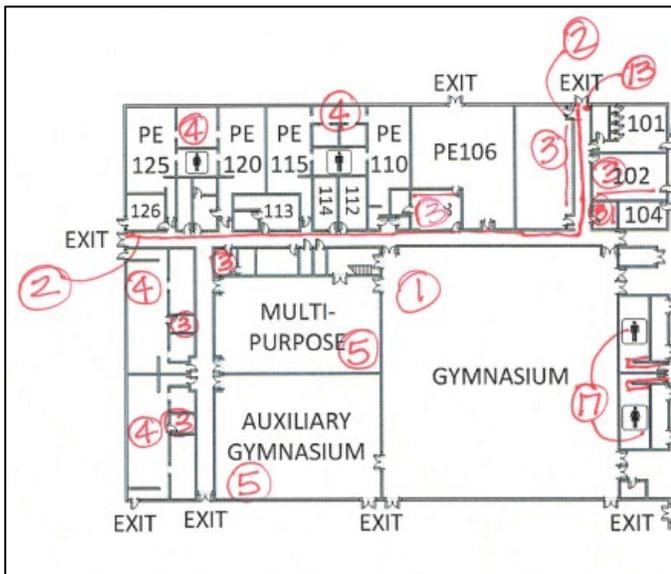 EXIT EXIT
② ⑬
④ ④
PE PE PE PE
125 120 115 110 PE106 ③ 101
③ 102
126 113 114 112 ③ 104
EXIT
②
④ ③ ①
③
MULTI-
PURPOSE ⑤
GYMNASIUM
④ ③
AUXILIARY
GYMNASIUM
⑰
⑤
EXIT EXIT EXIT EXIT